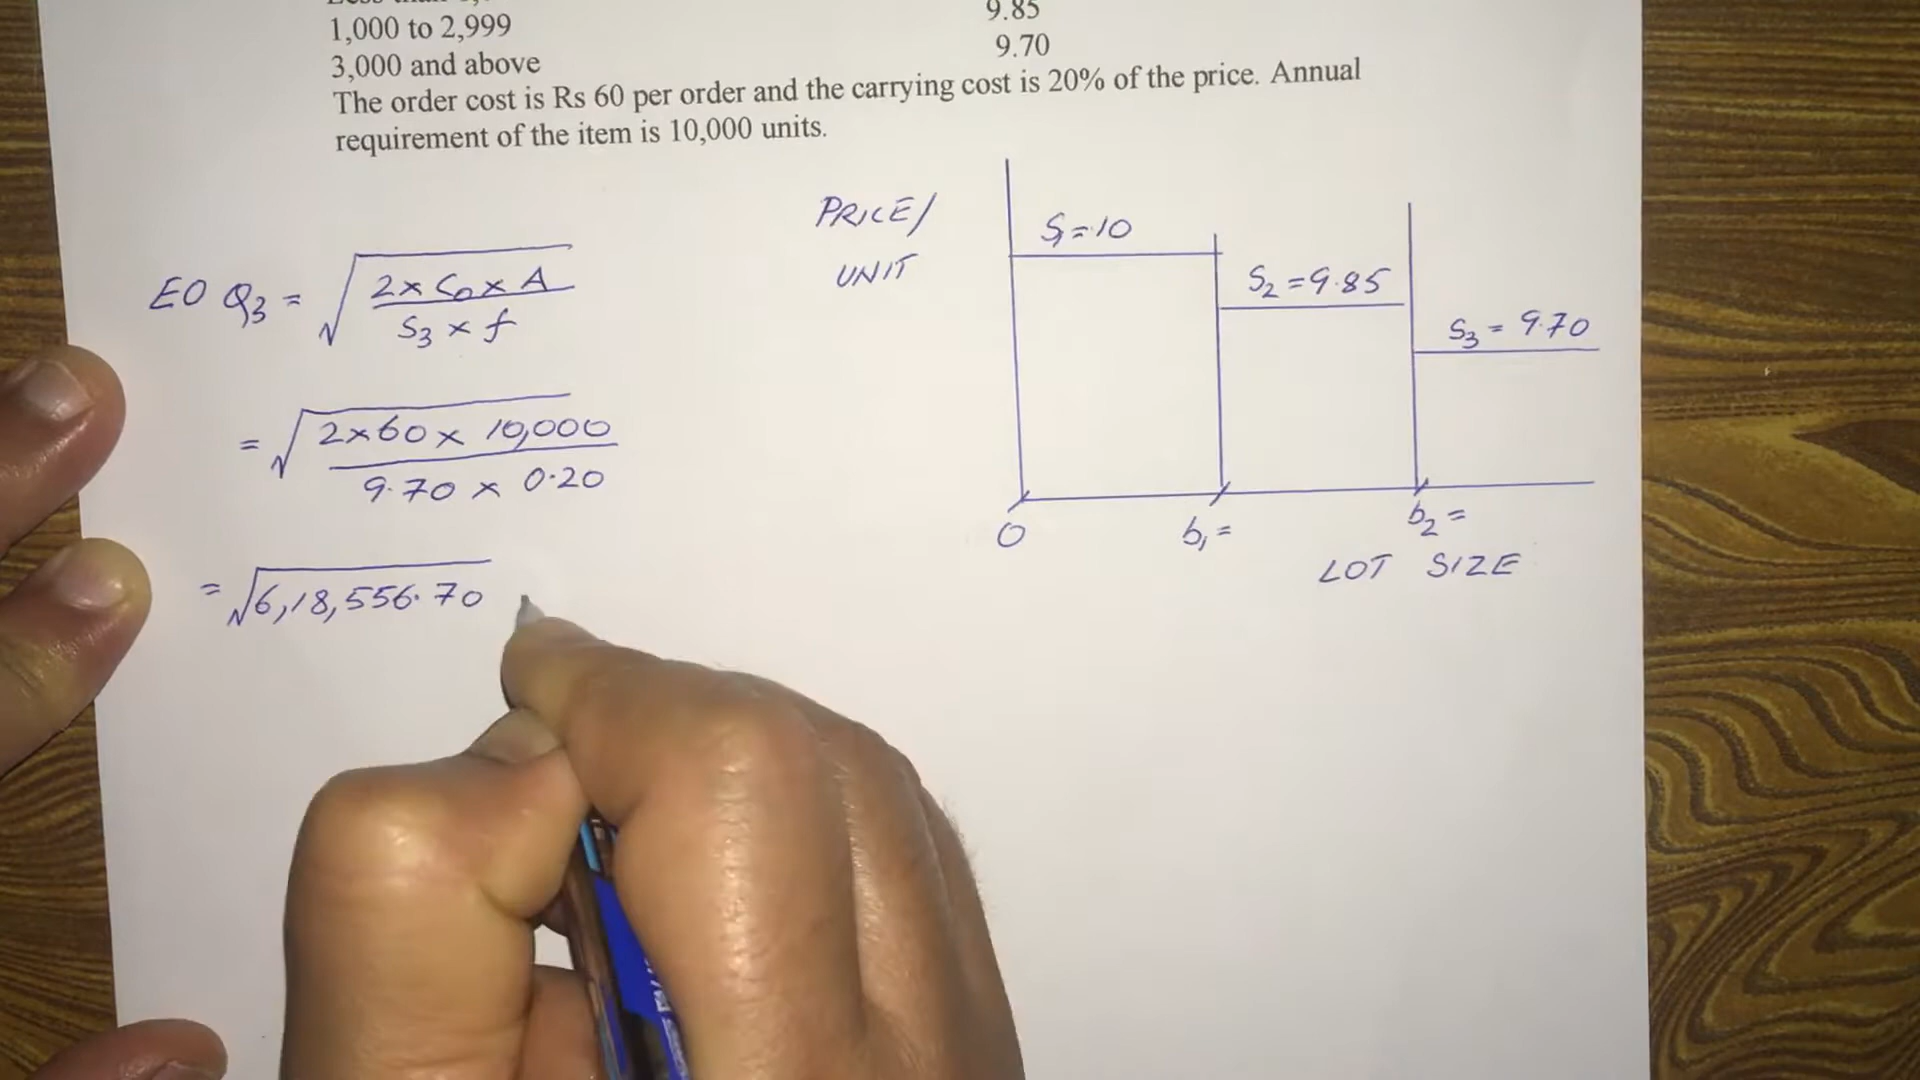 9.85
1,000 to 2,999
9.70
3,000 and above
The order cost is Rs 60 per order and the carrying cost is 20% of the price. Annual
requirement of the item is 10,000 units.
EOQ3 = √ 2 x Co x A
S3 x f
= √ 2x60 x 10,000
9.70 x 0.20
= √6,18,556.70
PRICE/
UNIT
S1 = 10
S2 = 9.85
S3 = 9.70
0
b1 =
b2 =
LOT SIZE